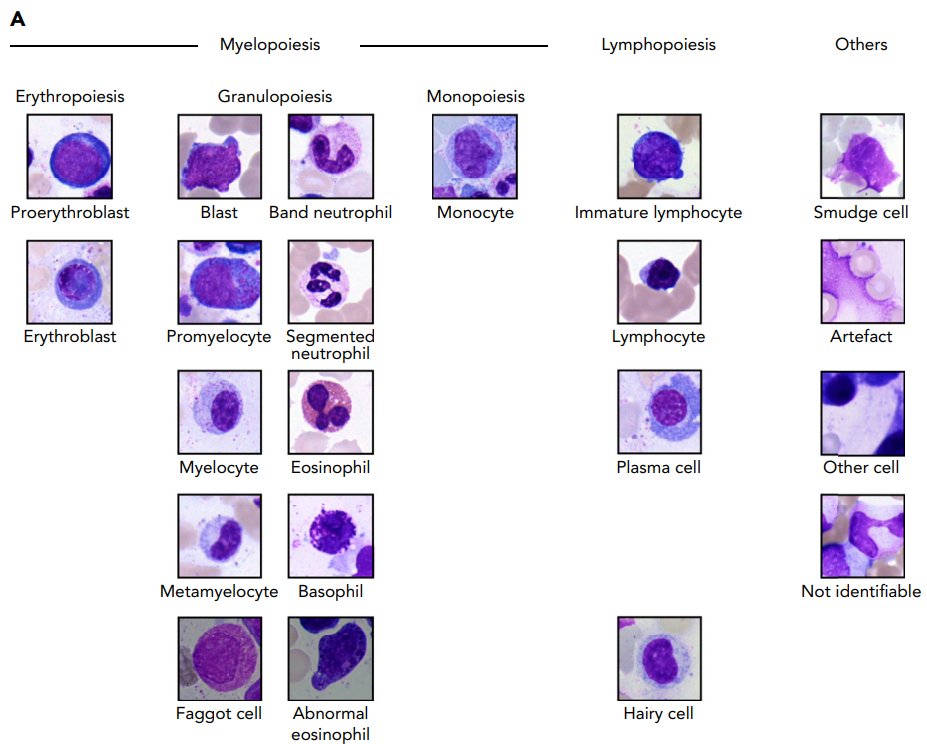 A
Myelopoiesis
Lymphopoiesis
Others
Erythropoiesis
Granulopoiesis
Monopoiesis
Proerythroblast
Blast
Band neutrophil
Monocyte
Immature lymphocyte
Smudge cell
Erythroblast
Promyelocyte
Segmented
neutrophil
Lymphocyte
Artefact
Myelocyte
Eosinophil
Plasma cell
Other cell
Metamyelocyte
Basophil
Not identifiable
Faggot cell
Abnormal
eosinophil
Hairy cell